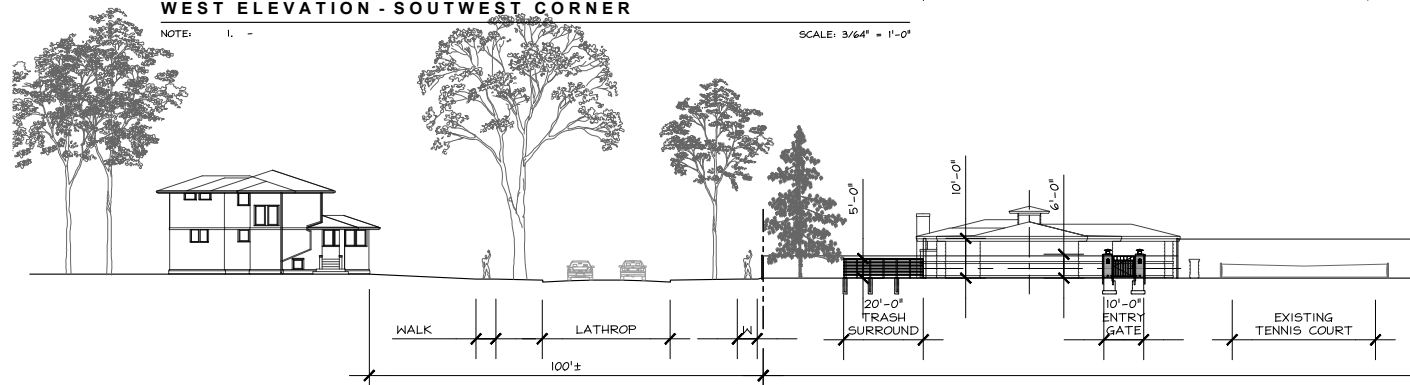 WEST ELEVATION - SOUTWEST CORNER
NOTE: 1. -
SCALE: 3/64" = 1'-0"
5'-0"
10'-0"
6'-0"
20'-0"
TRASH
SURROUND
10'-0"
ENTRY
GATE
WALK
LATHROP
W
EXISTING
TENNIS COURT
100'±